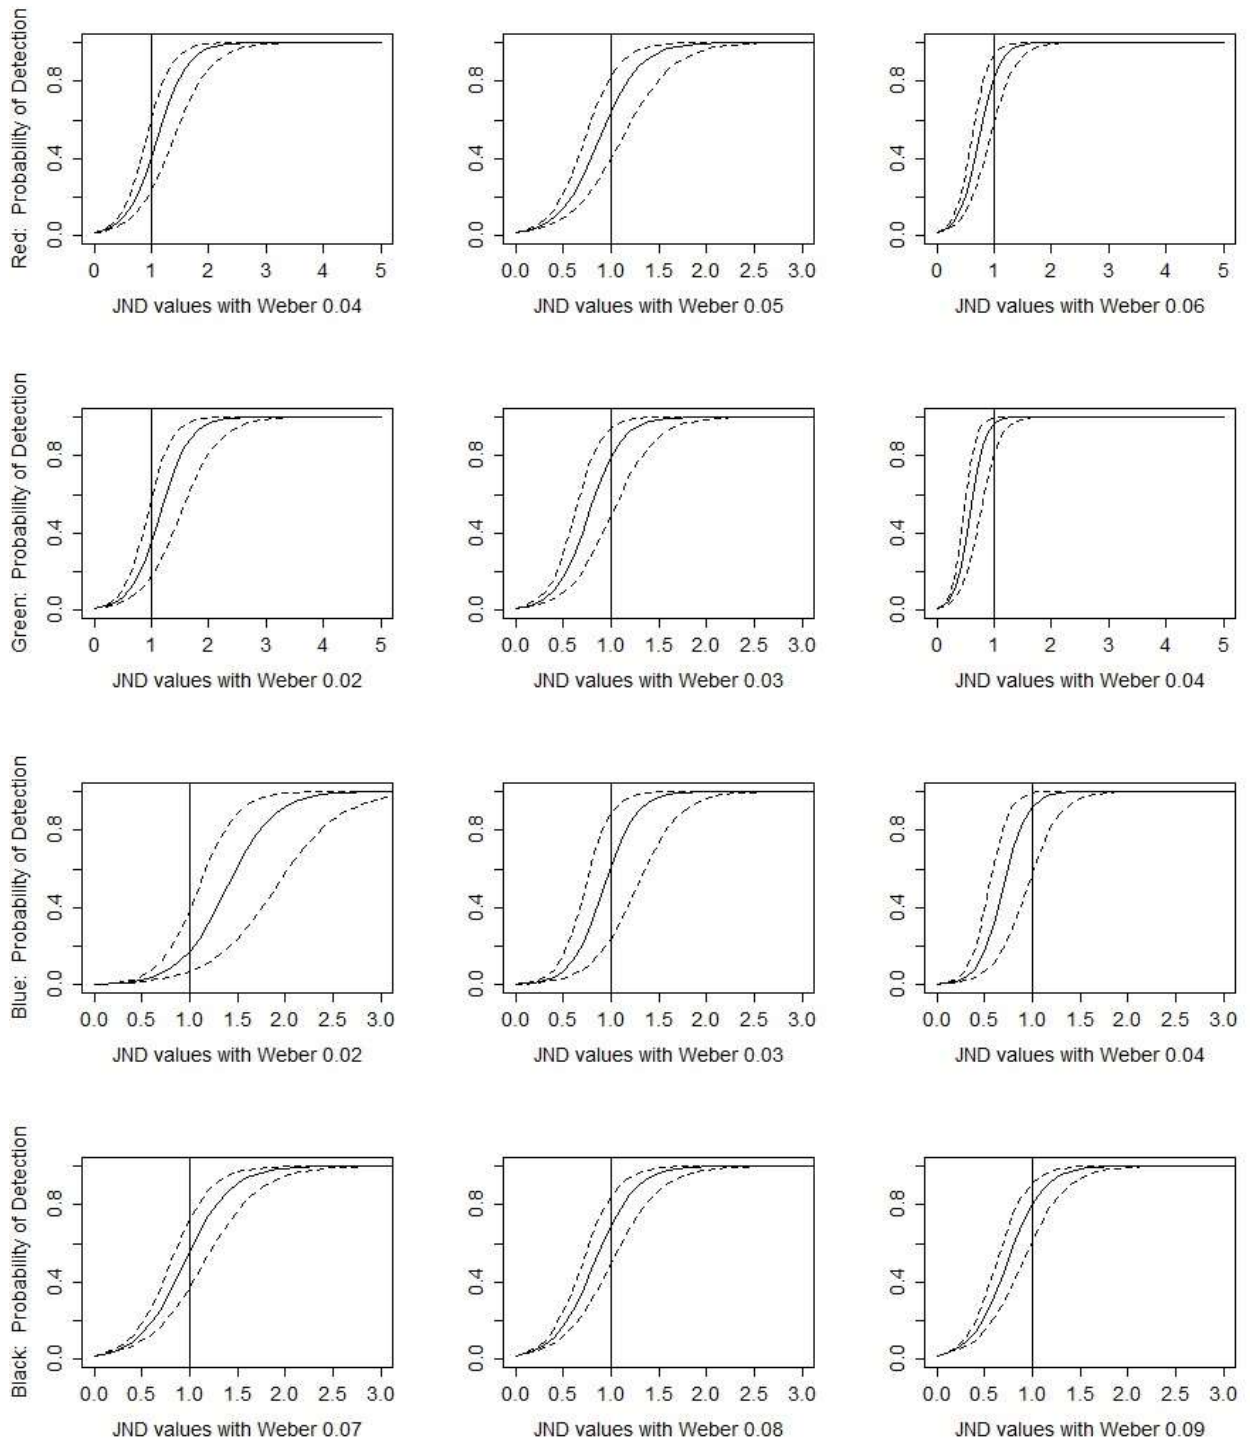 Red: Probability of Detection
0.0 0.4 0.8
0 1 2 3 4 5
JND values with Weber 0.04
0.0 0.4 0.8
0.0 0.5 1.0 1.5 2.0 2.5 3.0
JND values with Weber 0.05
0.0 0.4 0.8
0 1 2 3 4 5
JND values with Weber 0.06
Green: Probability of Detection
0.0 0.4 0.8
0 1 2 3 4 5
JND values with Weber 0.02
0.0 0.4 0.8
0.0 0.5 1.0 1.5 2.0 2.5 3.0
JND values with Weber 0.03
0.0 0.4 0.8
0 1 2 3 4 5
JND values with Weber 0.04
Blue: Probability of Detection
0.0 0.4 0.8
0.0 0.5 1.0 1.5 2.0 2.5 3.0
JND values with Weber 0.02
0.0 0.4 0.8
0.0 0.5 1.0 1.5 2.0 2.5 3.0
JND values with Weber 0.03
0.0 0.4 0.8
0.0 0.5 1.0 1.5 2.0 2.5 3.0
JND values with Weber 0.04
Black: Probability of Detection
0.0 0.4 0.8
0.0 0.5 1.0 1.5 2.0 2.5 3.0
JND values with Weber 0.07
0.0 0.4 0.8
0.0 0.5 1.0 1.5 2.0 2.5 3.0
JND values with Weber 0.08
0.0 0.4 0.8
0.0 0.5 1.0 1.5 2.0 2.5 3.0
JND values with Weber 0.09